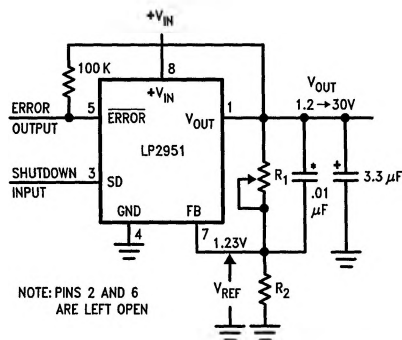 +VIN
100 K
8
+VIN
ERROR
OUTPUT
5
ERROR
VOUT
1
VOUT
1.2→30V
LP2951
SHUTDOWN
INPUT
3
SD
R1
*
.01
µF
+
3.3 µF
GND
FB
4
7
1.23V
VREF
R2
NOTE: PINS 2 AND 6
ARE LEFT OPEN